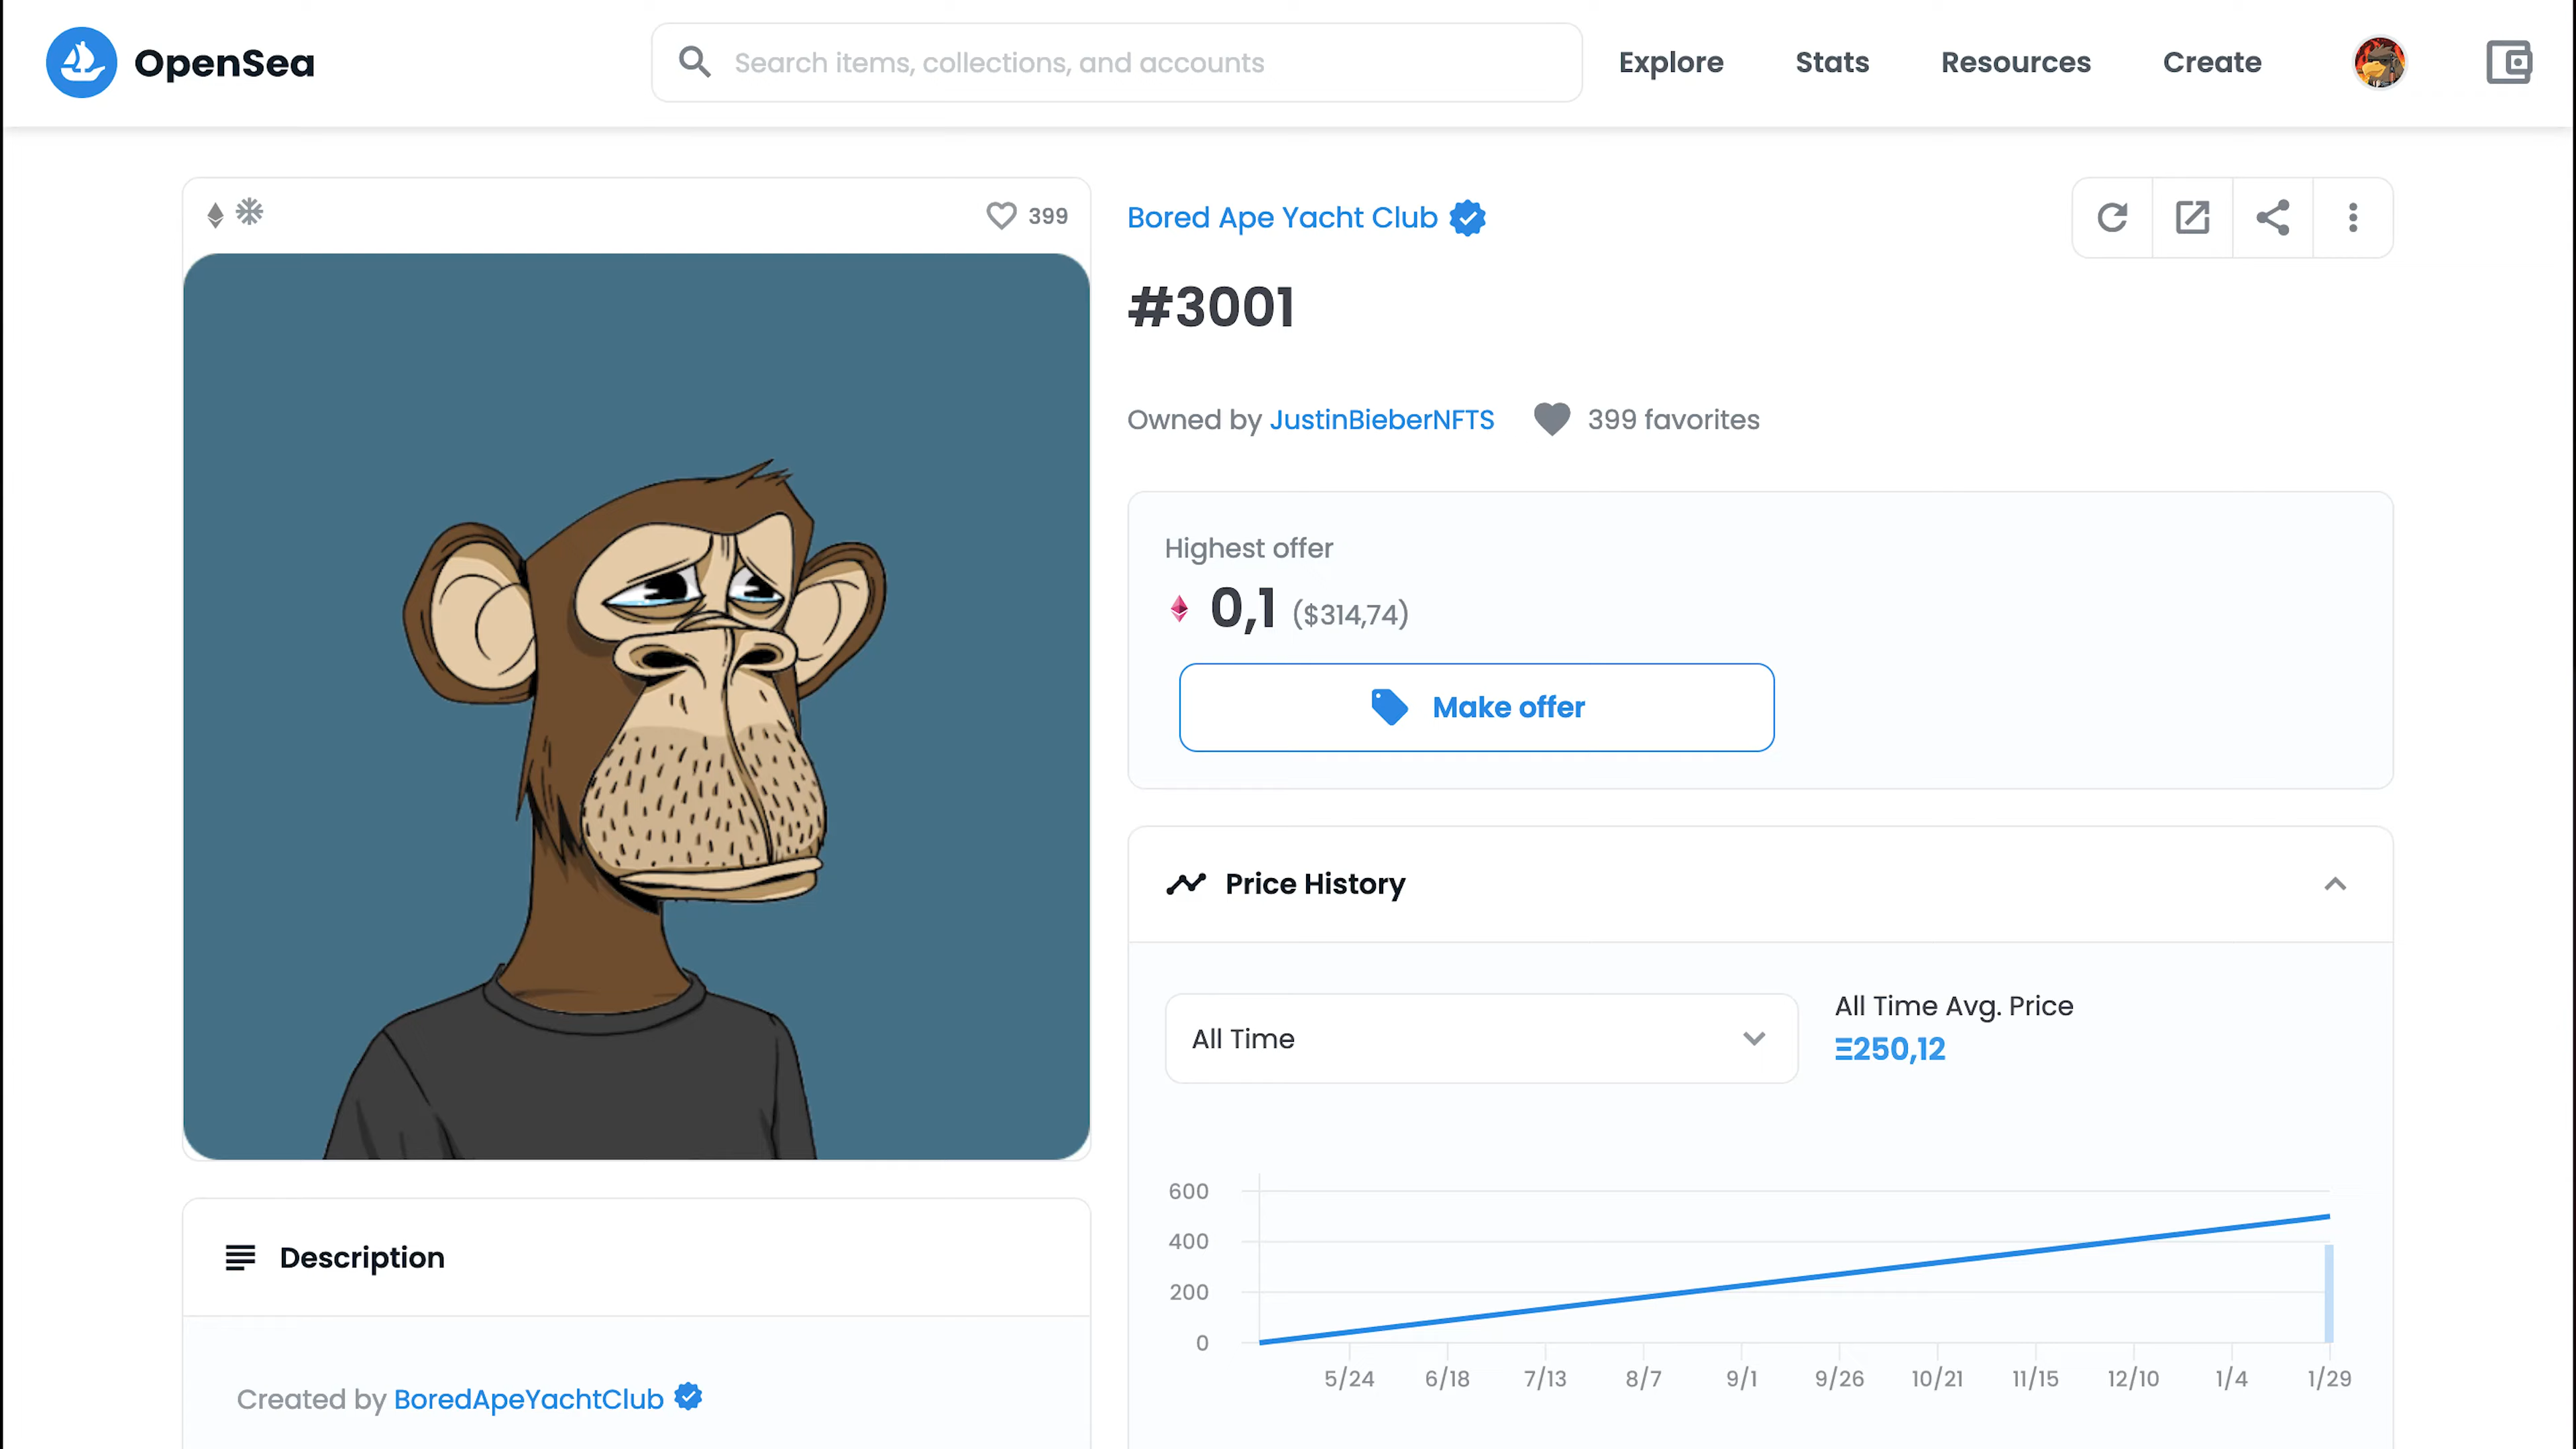 OpenSea
Search items, collections, and accounts
Explore
Stats
Resources
Create
399
Bored Ape Yacht Club
#3001
Owned by JustinBieberNFTS
399 favorites
Highest offer
0,1 ($314,74)
Make offer
Price History
All Time
All Time Avg. Price
Ξ250,12
600
400
200
0
5/24 6/18 7/13 8/7 9/1 9/26 10/21 11/15 12/10 1/4 1/29
Description
Created by BoredApeYachtClub